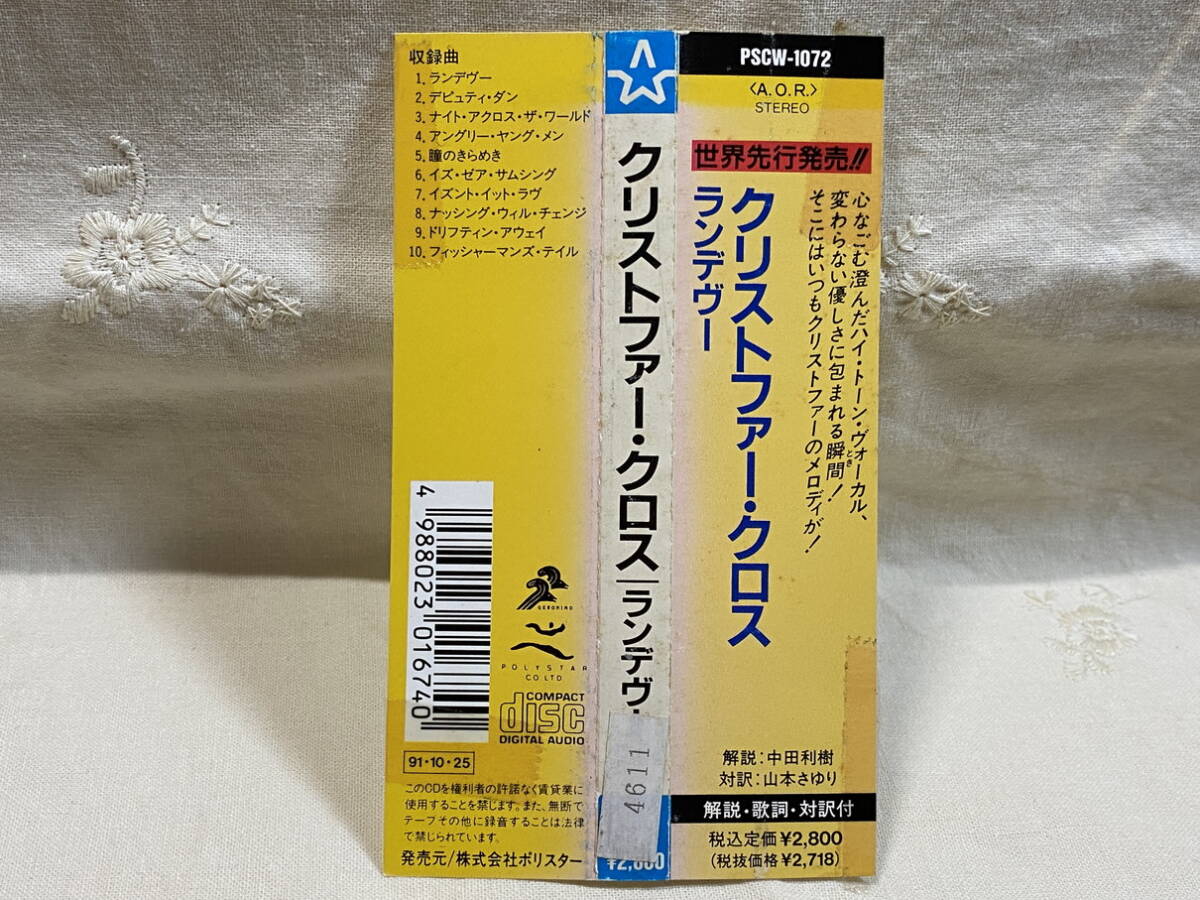 収録曲
1. ランデヴー
2. デピュティ・ダン
3. ナイト・アクロス・ザ・ワールド
4. アングリー・ヤング・メン
5. 瞳のきらめき
6. イズ・ゼア・サムシング
7. イズント・イット・ラヴ
8. ナッシング・ウィル・チェンジ
9. ドリフティン・アウェイ
10. フィッシャーマンズ・テイル
4 988023 016740
GERONIMO
POLYSTAR
CO LTD
COMPACT
disc
DIGITAL AUDIO
91・10・25
このCDを権利者の許諾なく賃貸業に
使用することを禁じます。また、無断で
テープその他に録音することは法律
で禁じられています。
発売元/株式会社ポリスター
クリストファー・クロス|ランデヴー
4611
¥2,800
PSCW-1072
〈A.O.R.〉
STEREO
世界先行発売!!
心なごむ澄んだハイ・トーン・ヴォーカル、
変わらない優しさに包まれる瞬間!
とき
そこにはいつもクリストファーのメロディが!
クリストファー・クロス
ランデヴー
解説:中田利樹
対訳:山本さゆり
解説・歌詞・対訳付
税込定価¥2,800
(税抜価格¥2,718)